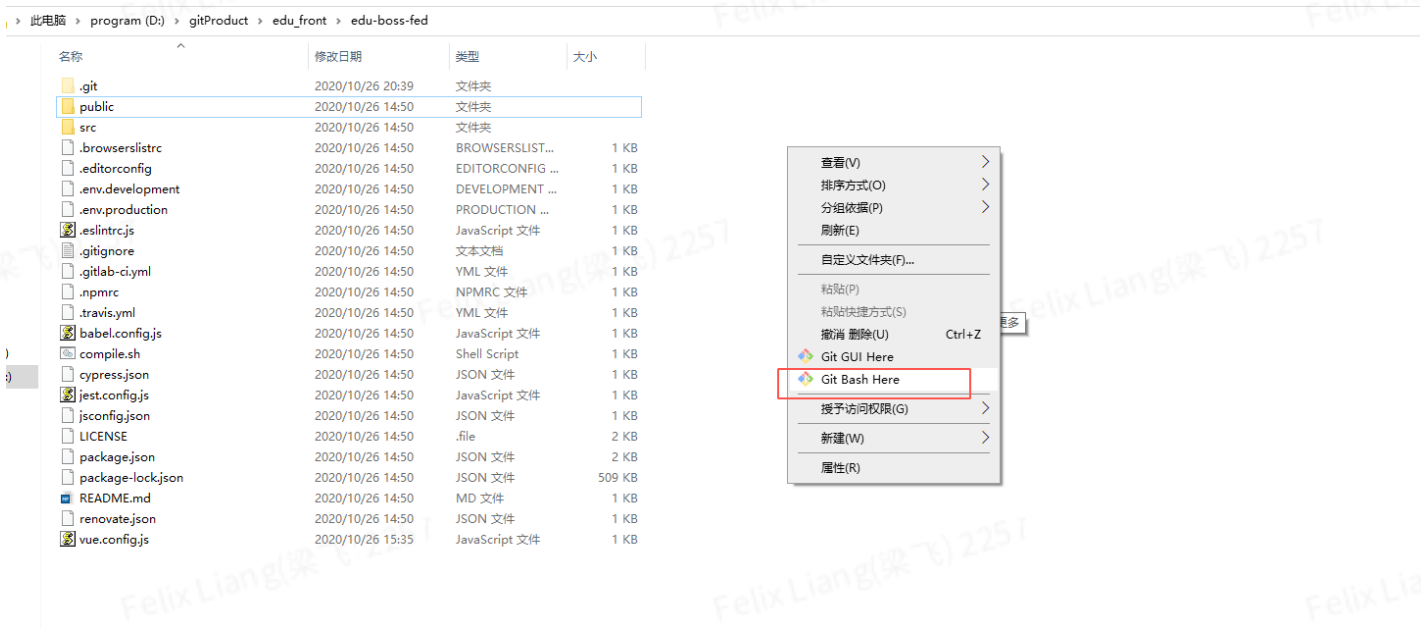 此电脑 › program (D:) › gitProduct › edu_front › edu-boss-fed
名称 修改日期 类型 大小
.git 2020/10/26 20:39 文件夹
public 2020/10/26 14:50 文件夹
src 2020/10/26 14:50 文件夹
.browserslistrc 2020/10/26 14:50 BROWSERSLIST... 1 KB
.editorconfig 2020/10/26 14:50 EDITORCONFIG ... 1 KB
.env.development 2020/10/26 14:50 DEVELOPMENT ... 1 KB
.env.production 2020/10/26 14:50 PRODUCTION ... 1 KB
.eslintrc.js 2020/10/26 14:50 JavaScript 文件 1 KB
.gitignore 2020/10/26 14:50 文本文档 1 KB
.gitlab-ci.yml 2020/10/26 14:50 YML 文件 1 KB
.npmrc 2020/10/26 14:50 NPMRC 文件 1 KB
.travis.yml 2020/10/26 14:50 YML 文件 1 KB
babel.config.js 2020/10/26 14:50 JavaScript 文件 1 KB
compile.sh 2020/10/26 14:50 Shell Script 1 KB
cypress.json 2020/10/26 14:50 JSON 文件 1 KB
jest.config.js 2020/10/26 14:50 JavaScript 文件 1 KB
jsconfig.json 2020/10/26 14:50 JSON 文件 1 KB
LICENSE 2020/10/26 14:50 .file 2 KB
package.json 2020/10/26 14:50 JSON 文件 2 KB
package-lock.json 2020/10/26 14:50 JSON 文件 509 KB
README.md 2020/10/26 14:50 MD 文件 1 KB
renovate.json 2020/10/26 14:50 JSON 文件 1 KB
vue.config.js 2020/10/26 15:35 JavaScript 文件 1 KB
查看(V)
排序方式(O)
分组依据(P)
刷新(E)
自定义文件夹(F)...
粘贴(P)
粘贴快捷方式(S)
撤消 删除(U) Ctrl+Z
Git GUI Here
Git Bash Here
授予访问权限(G)
新建(W)
属性(R)
更多
Felix Liang(梁飞) 2257
Felix Liang(梁飞) 2257
Felix Liang(梁飞) 2257
Felix Liang(梁飞) 2257